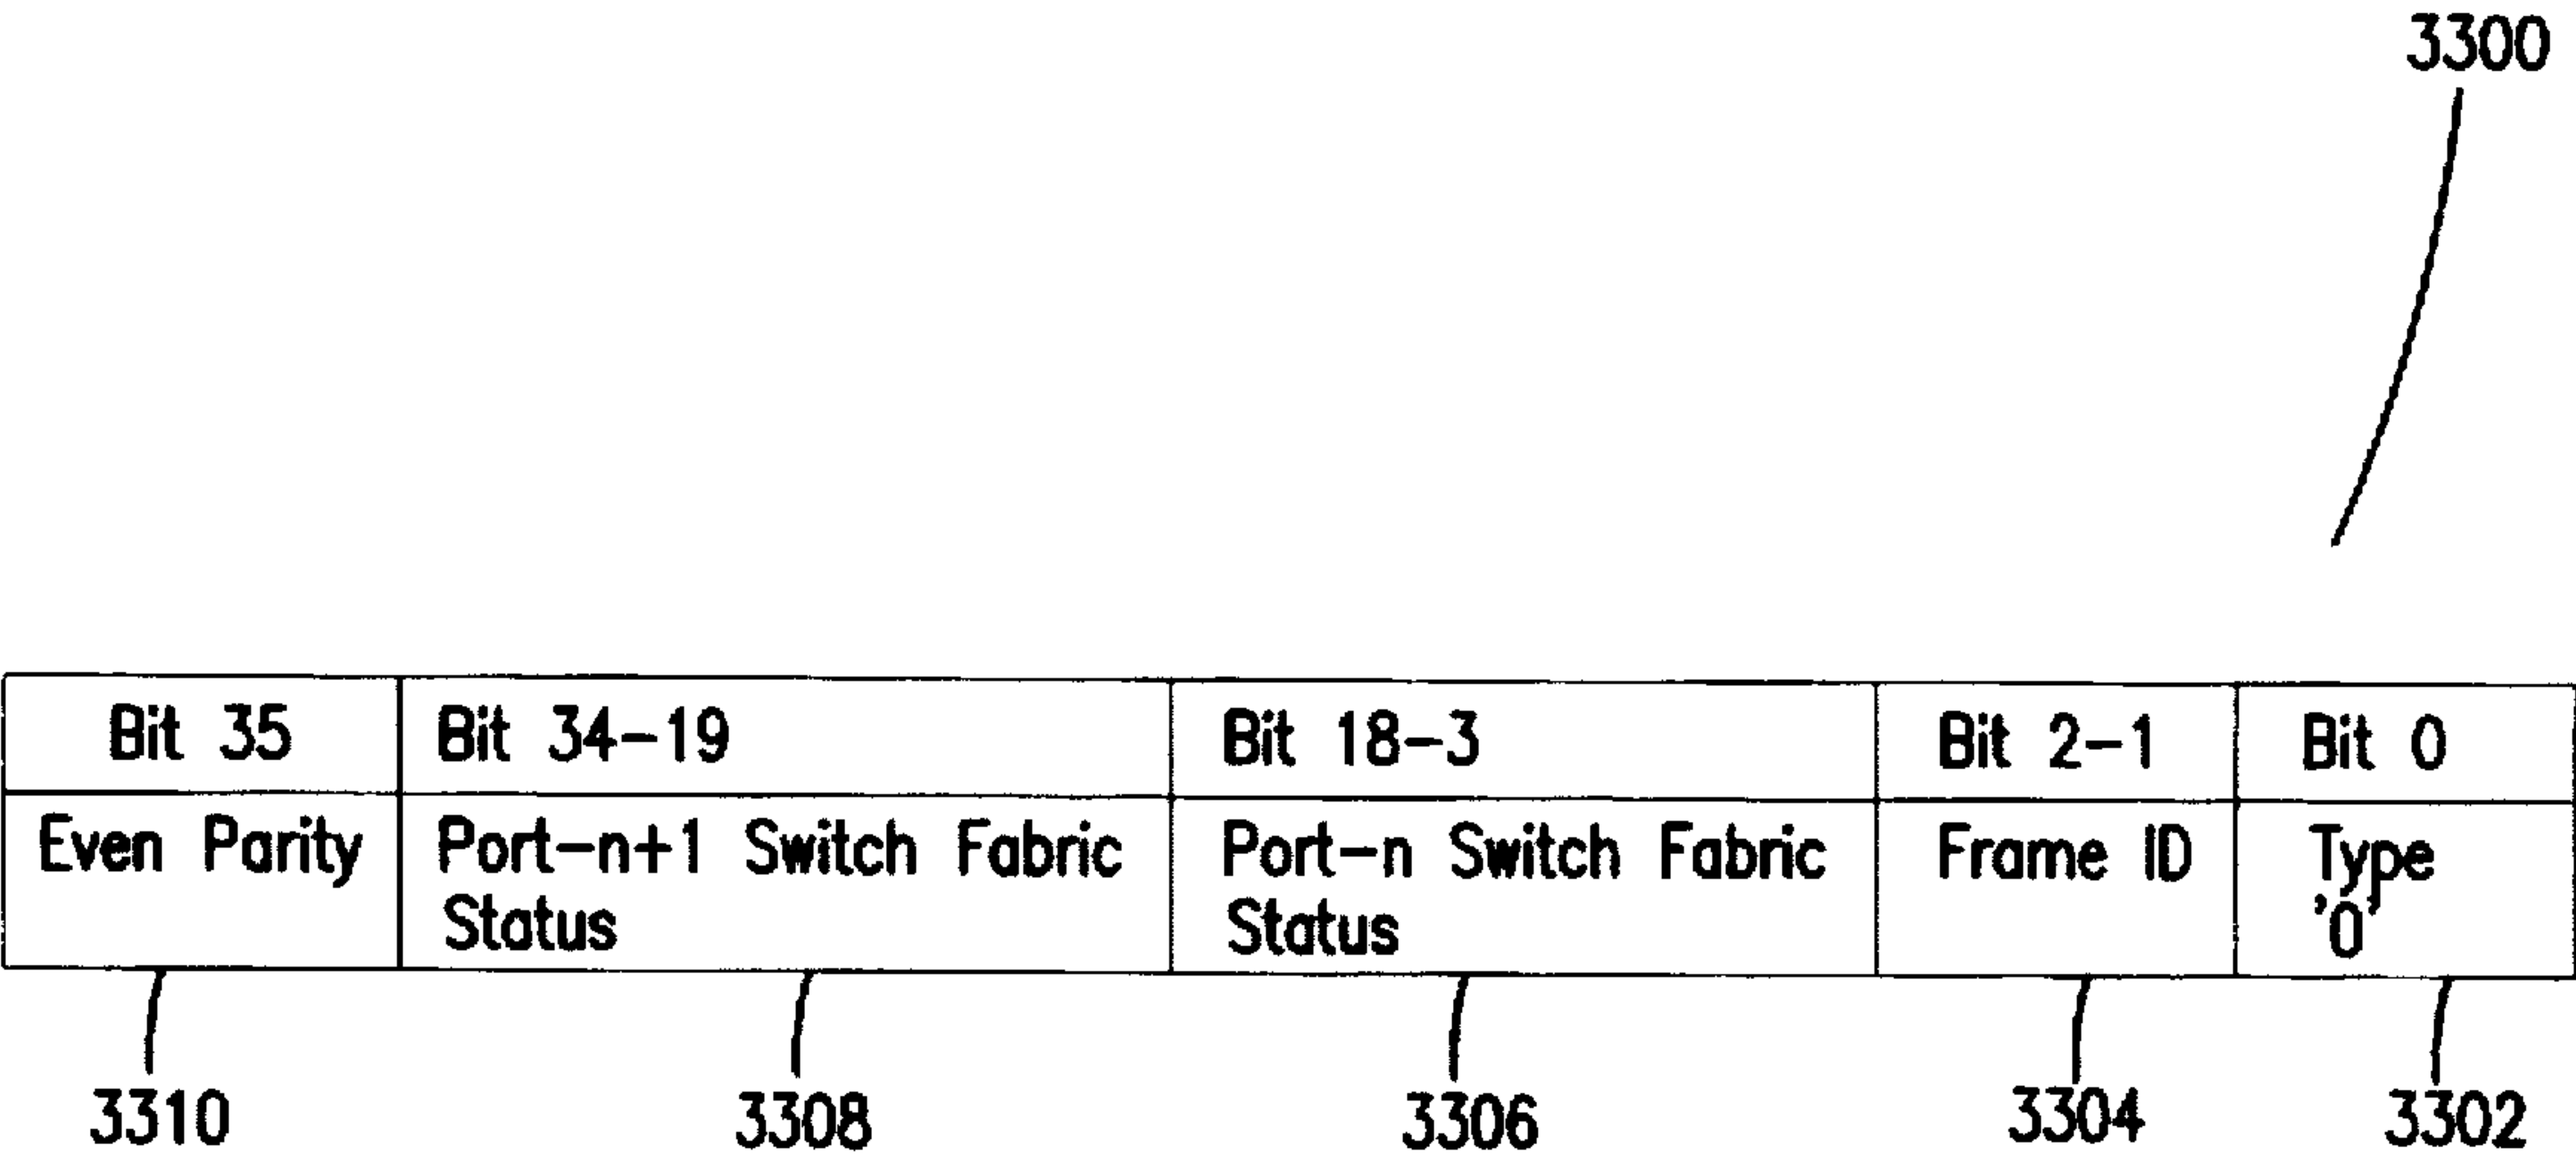 3300
Bit 35 Bit 34-19 Bit 18-3 Bit 2-1 Bit 0
Even Parity Port-n+1 Switch Fabric Port-n Switch Fabric Frame ID Type
Status Status '0'
3310 3308 3306 3304 3302